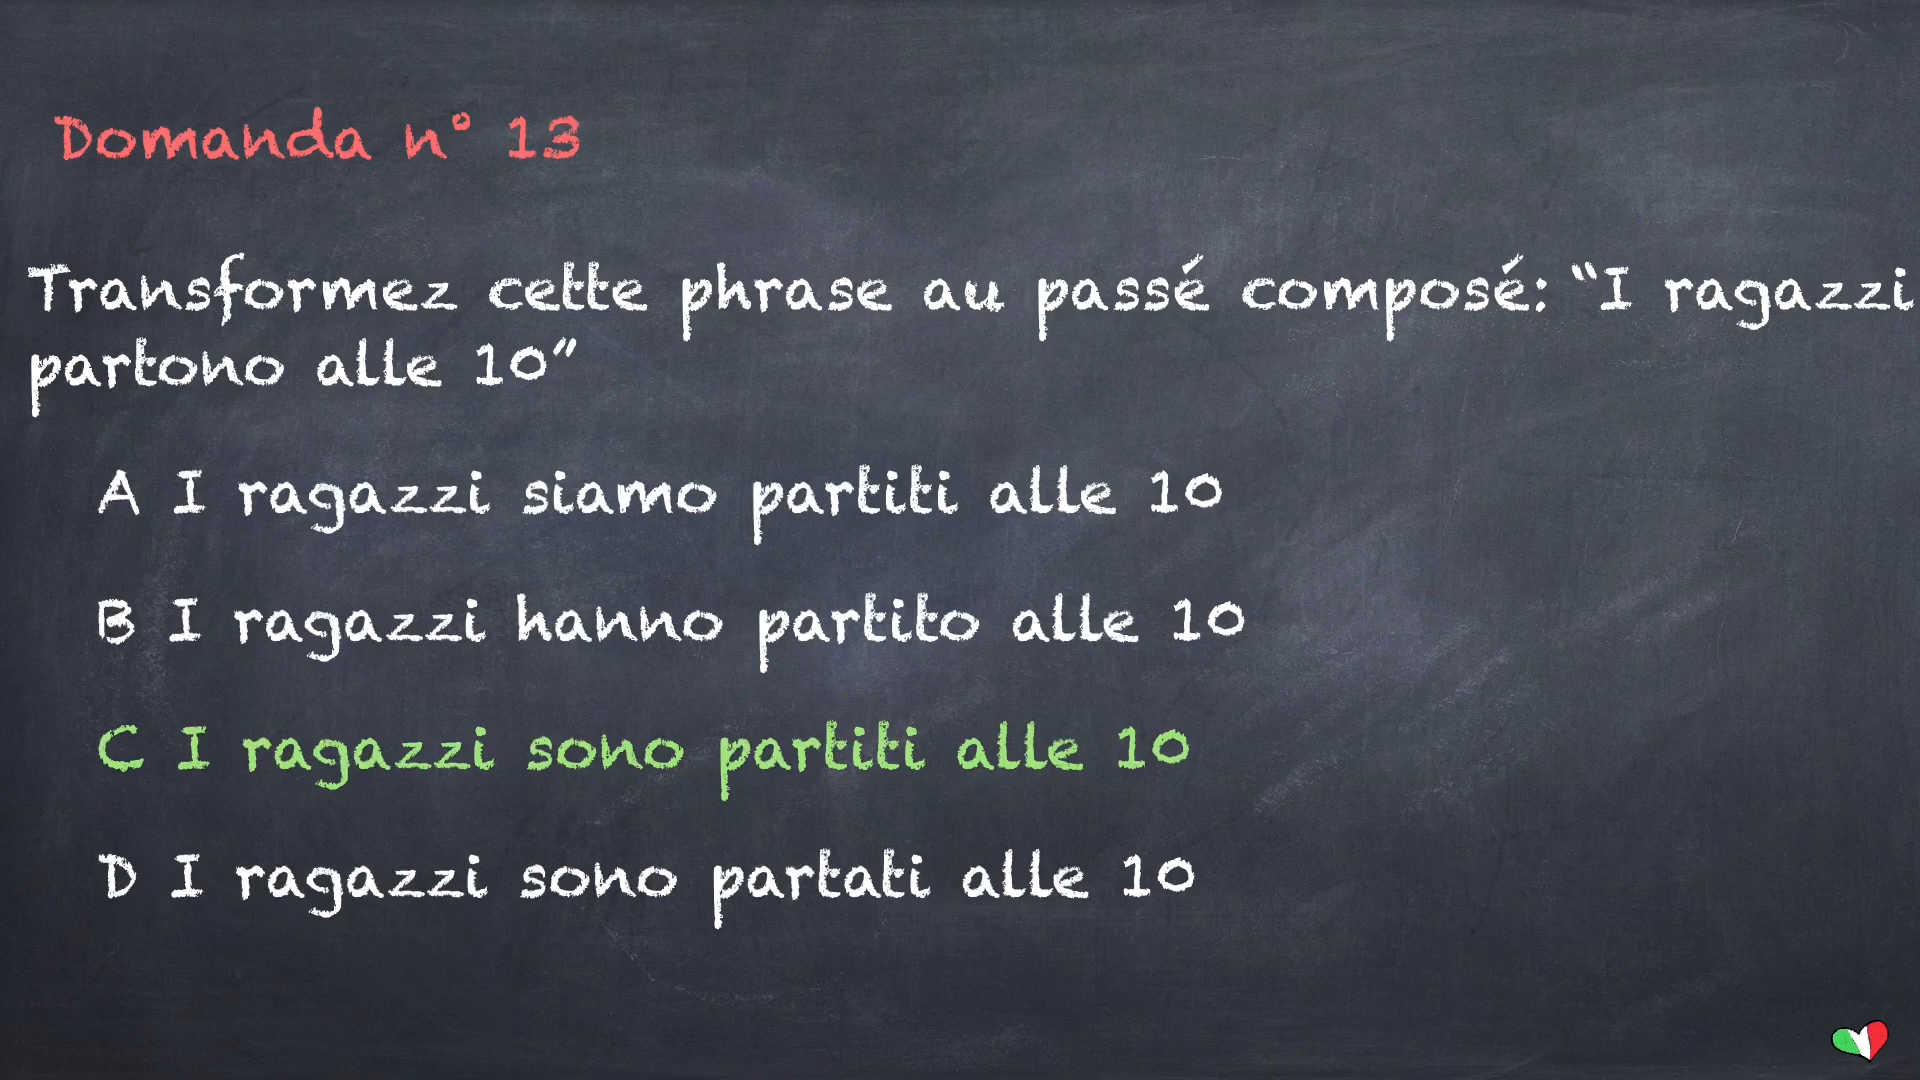 Domanda n° 13
Transformez cette phrase au passé composé: “I ragazzi
partono alle 10”
A I ragazzi siamo partiti alle 10
B I ragazzi hanno partito alle 10
C I ragazzi sono partiti alle 10
D I ragazzi sono partati alle 10